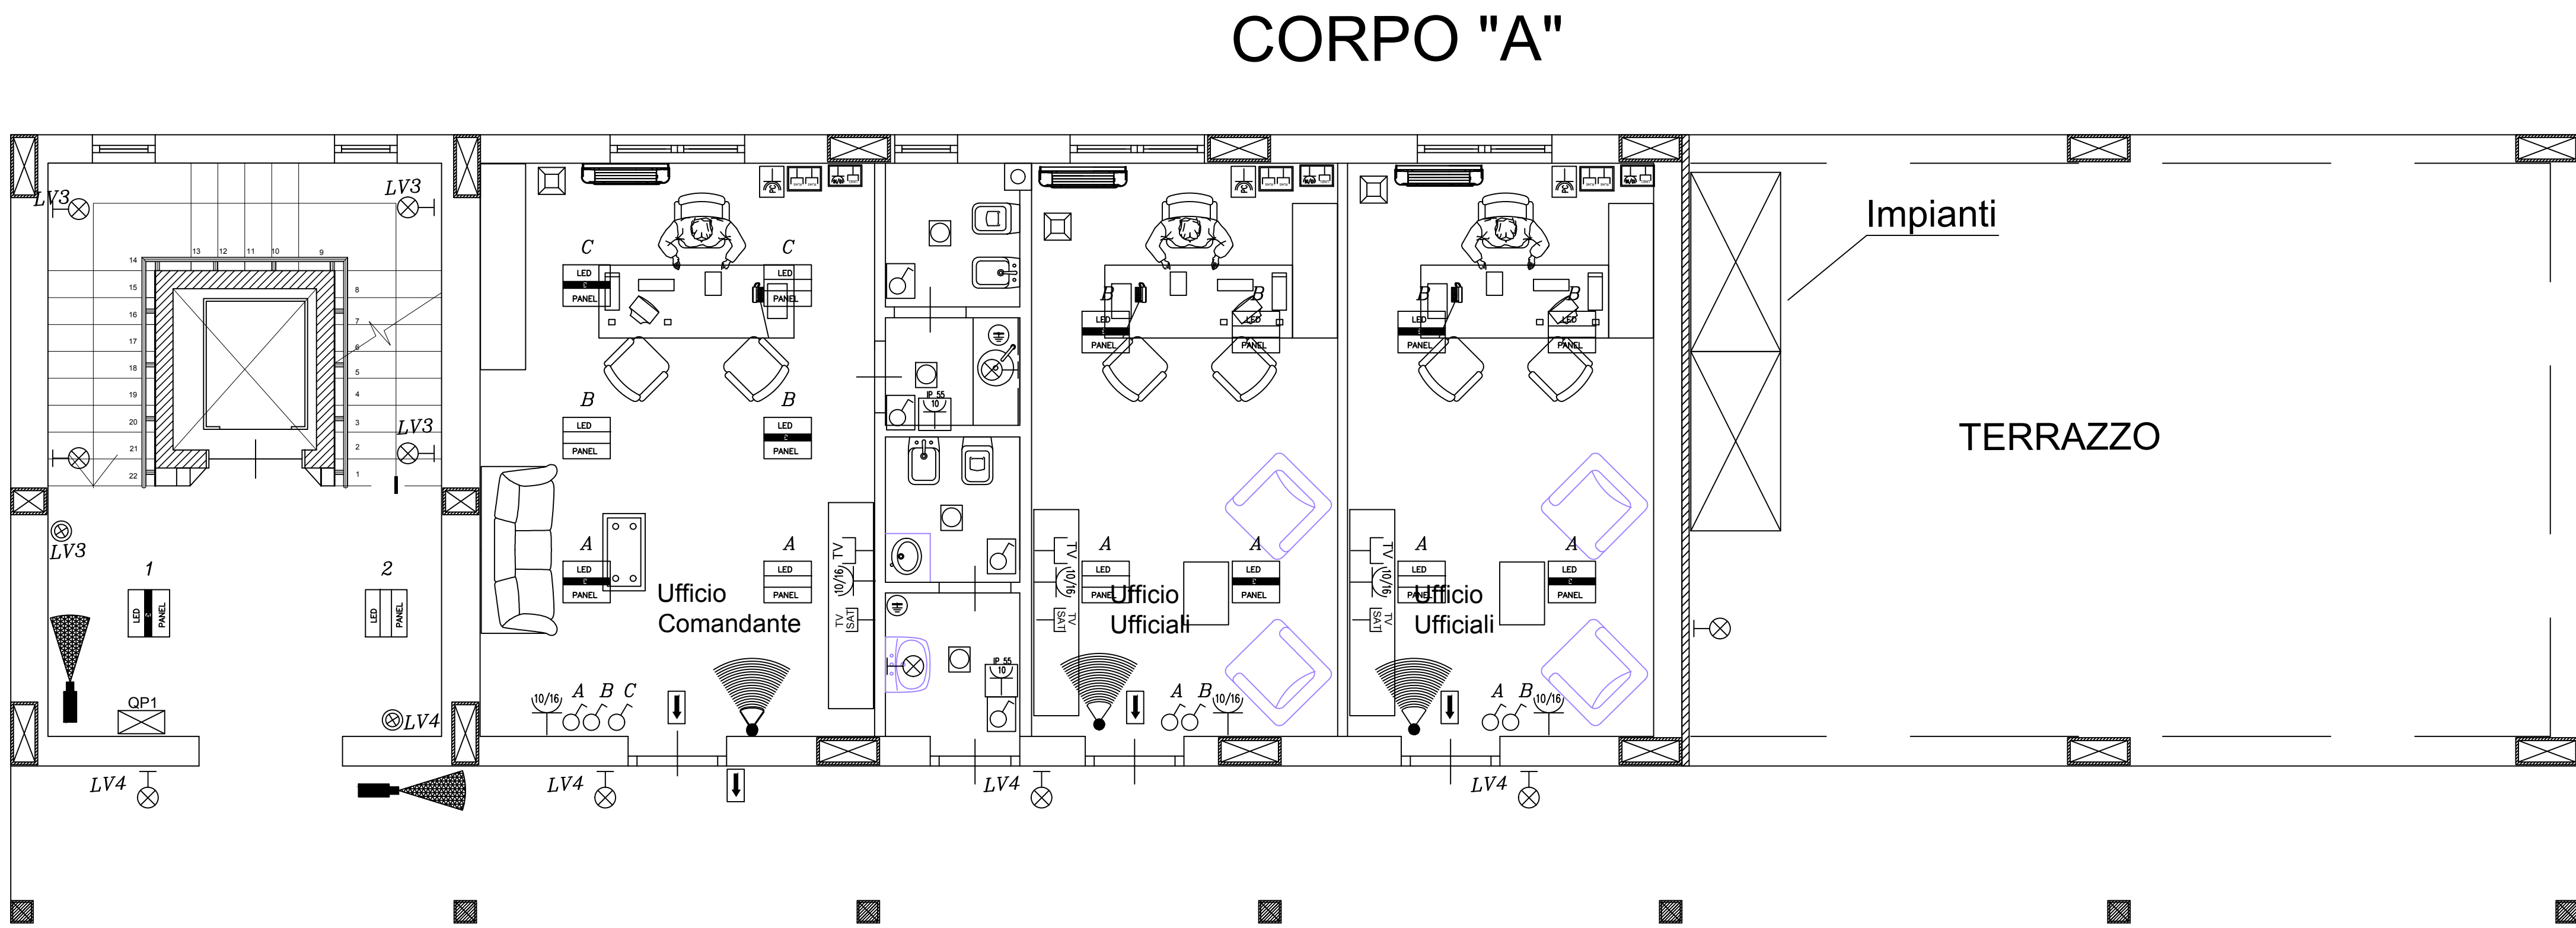 CORPO "A"
LV3
LV3
LV3
LV3
13
12
11
10
9
14
15
16
17
18
19
20
21
22
8
7
6
5
4
3
2
1
1
LED
PANEL
2
LED
PANEL
QP1
LV4
LV4
C
LED
PANEL
C
LED
PANEL
B
LED
PANEL
B
LED
PANEL
A
LED
PANEL
A
LED
PANEL
Ufficio
Comandante
TV
10/16
TV
SAT
10/16
A B C
LV4
PC
IP 55
10
IP 55
10
LV4
PC
B
LED
PANEL
B
LED
PANEL
A
LED
PANEL
A
LED
PANEL
TV
10/16
TV
SAT
Ufficio
Ufficiali
A B
10/16
PC
B
LED
PANEL
B
LED
PANEL
A
LED
PANEL
A
LED
PANEL
TV
10/16
TV
SAT
Ufficio
Ufficiali
A B
10/16
LV4
Impianti
TERRAZZO